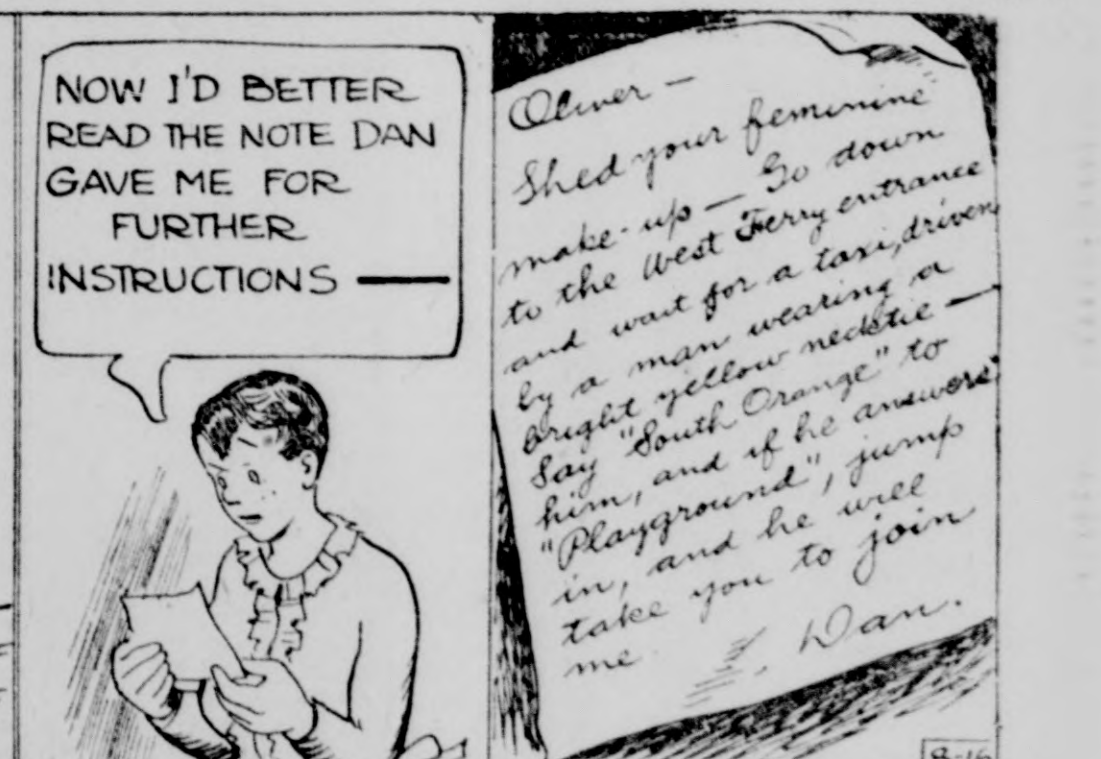 NOW I'D BETTER
READ THE NOTE DAN
GAVE ME FOR
FURTHER
INSTRUCTIONS —
Oliver —
Shed your feminine
make-up — Go down
to the West Ferry entrance
and wait for a taxi, driven
by a man wearing a
bright yellow necktie —
Say "South Orange" to
him, and if he answers
"Playground", jump
in, and he will
take you to join
me.
Dan.
8-16